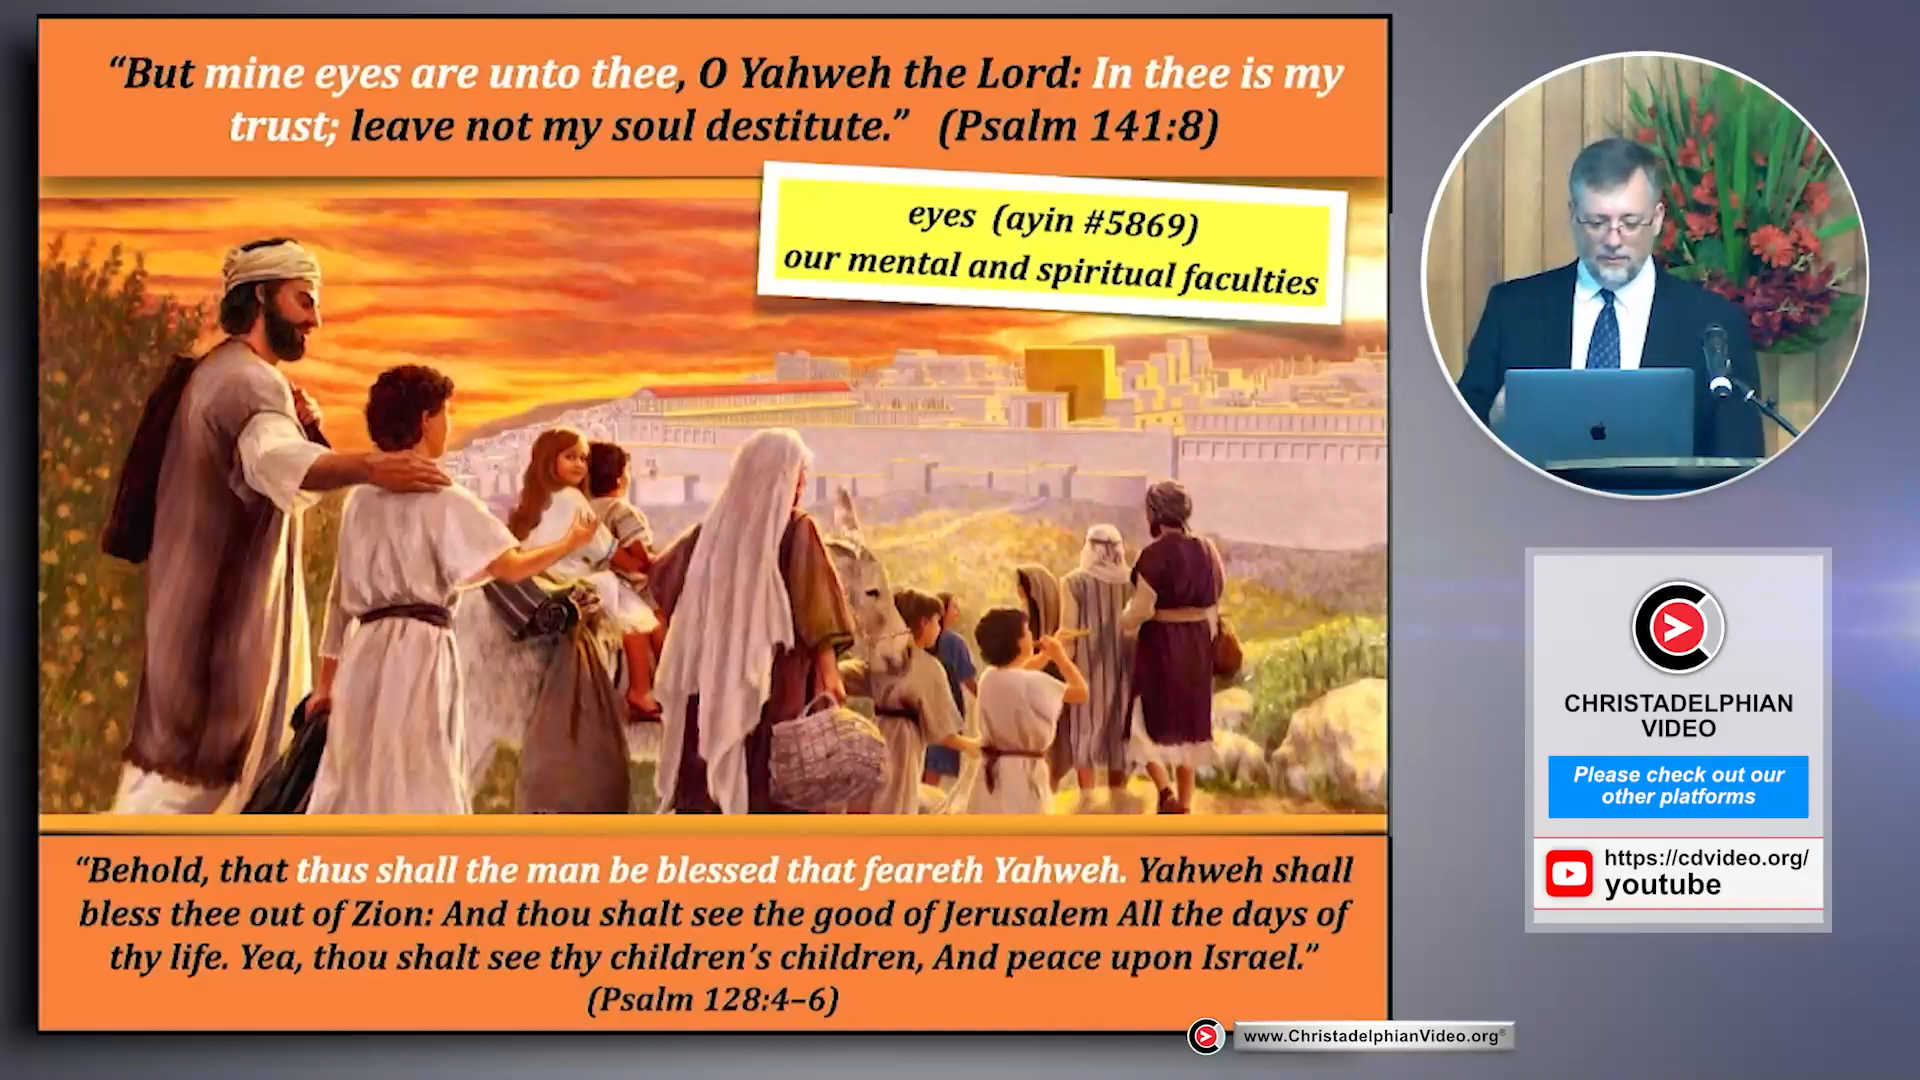 “But mine eyes are unto thee, O Yahweh the Lord: In thee is my
trust; leave not my soul destitute.” (Psalm 141:8)
eyes (ayin #5869)
our mental and spiritual faculties
“Behold, that thus shall the man be blessed that feareth Yahweh. Yahweh shall
bless thee out of Zion: And thou shalt see the good of Jerusalem All the days of
thy life. Yea, thou shalt see thy children’s children, And peace upon Israel.”
(Psalm 128:4–6)
CHRISTADELPHIAN
VIDEO
Please check out our
other platforms
https://cdvideo.org/
youtube
www.ChristadelphianVideo.org®